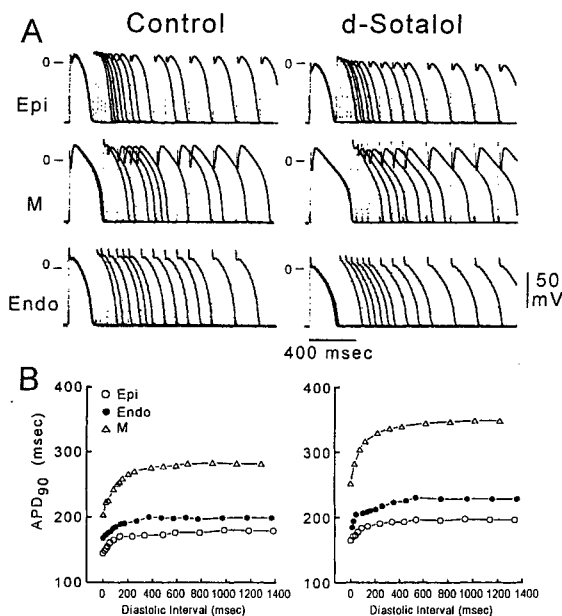 A
Control
d-Sotalol
0
Epi
0
0
M
0
0
Endo
0
50
mV
400 msec
B
400
300
200
100
APD90 (msec)
Epi
Endo
M
0 200 400 600 800 1000 1200 1400
Diastolic Interval (msec)
400
300
200
100
0 200 400 600 800 1000 1200 1400
Diastolic Interval (msec)